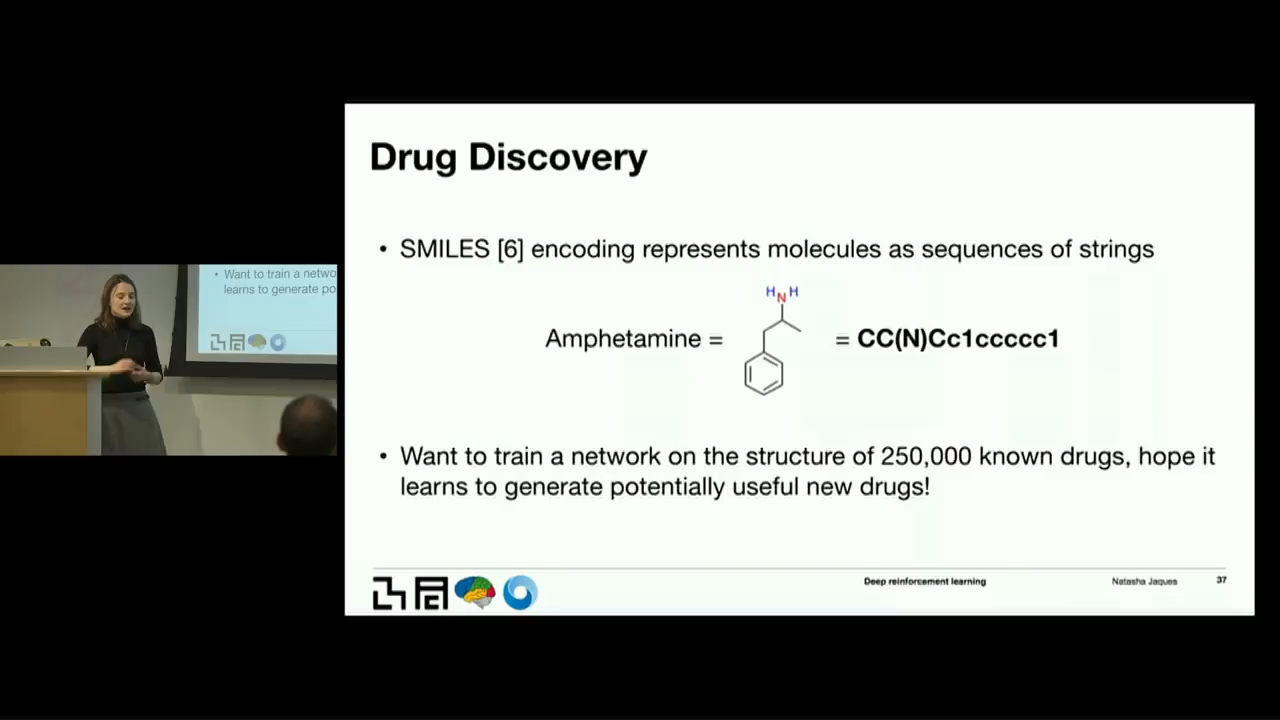 Drug Discovery
• SMILES [6] encoding represents molecules as sequences of strings
H N H
Amphetamine = = CC(N)Cc1ccccc1
• Want to train a network on the structure of 250,000 known drugs, hope it
learns to generate potentially useful new drugs!
Deep reinforcement learning Natasha Jaques 37
• Want to train a netwo
learns to generate po